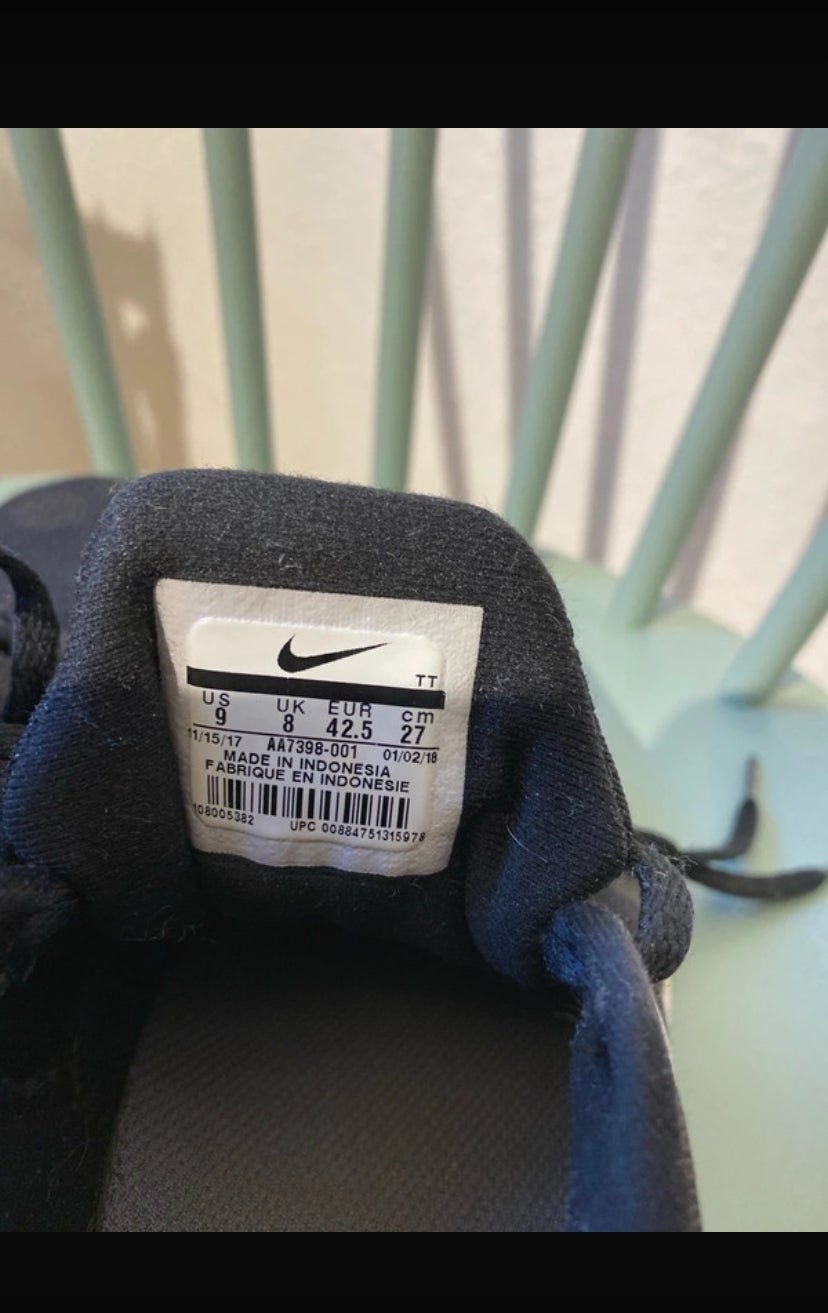 TT
US UK EUR cm
9 8 42.5 27
11/15/17 AA7398-001 01/02/18
MADE IN INDONESIA
FABRIQUE EN INDONESIE
108005382 UPC 00884751315978